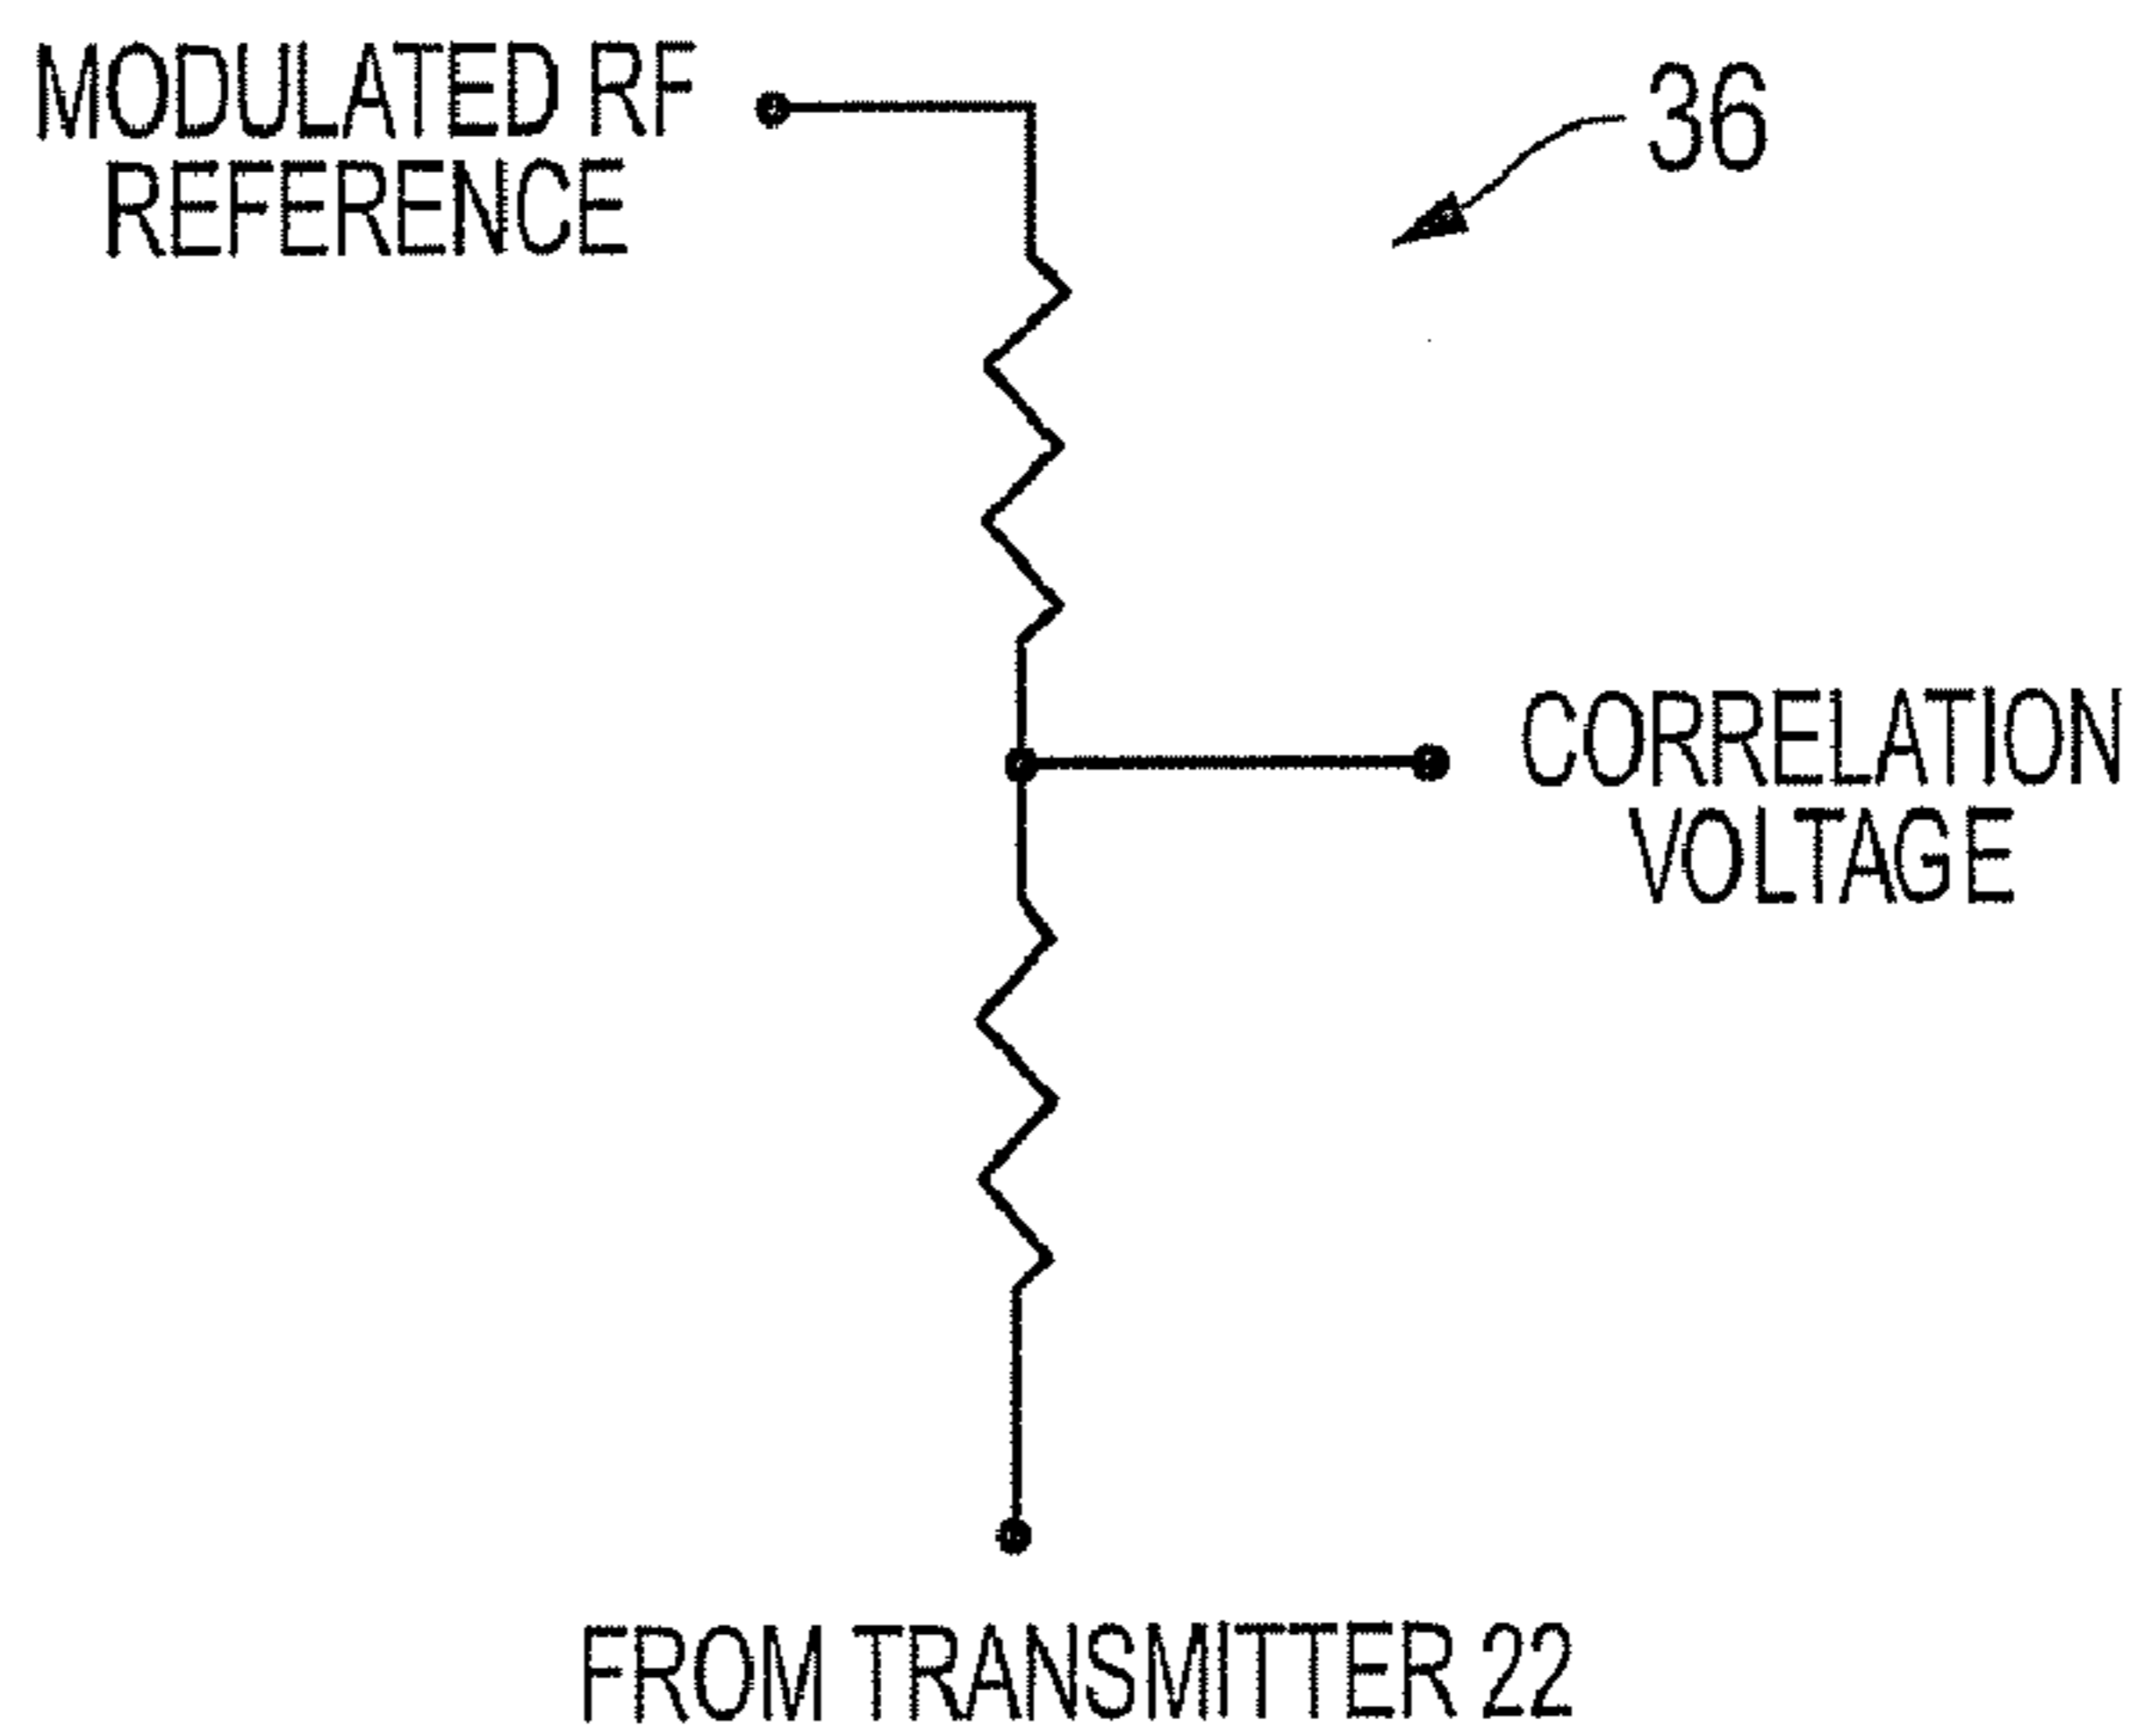 MODULATED RF
REFERENCE
36
CORRELATION
VOLTAGE
FROM TRANSMITTER 22